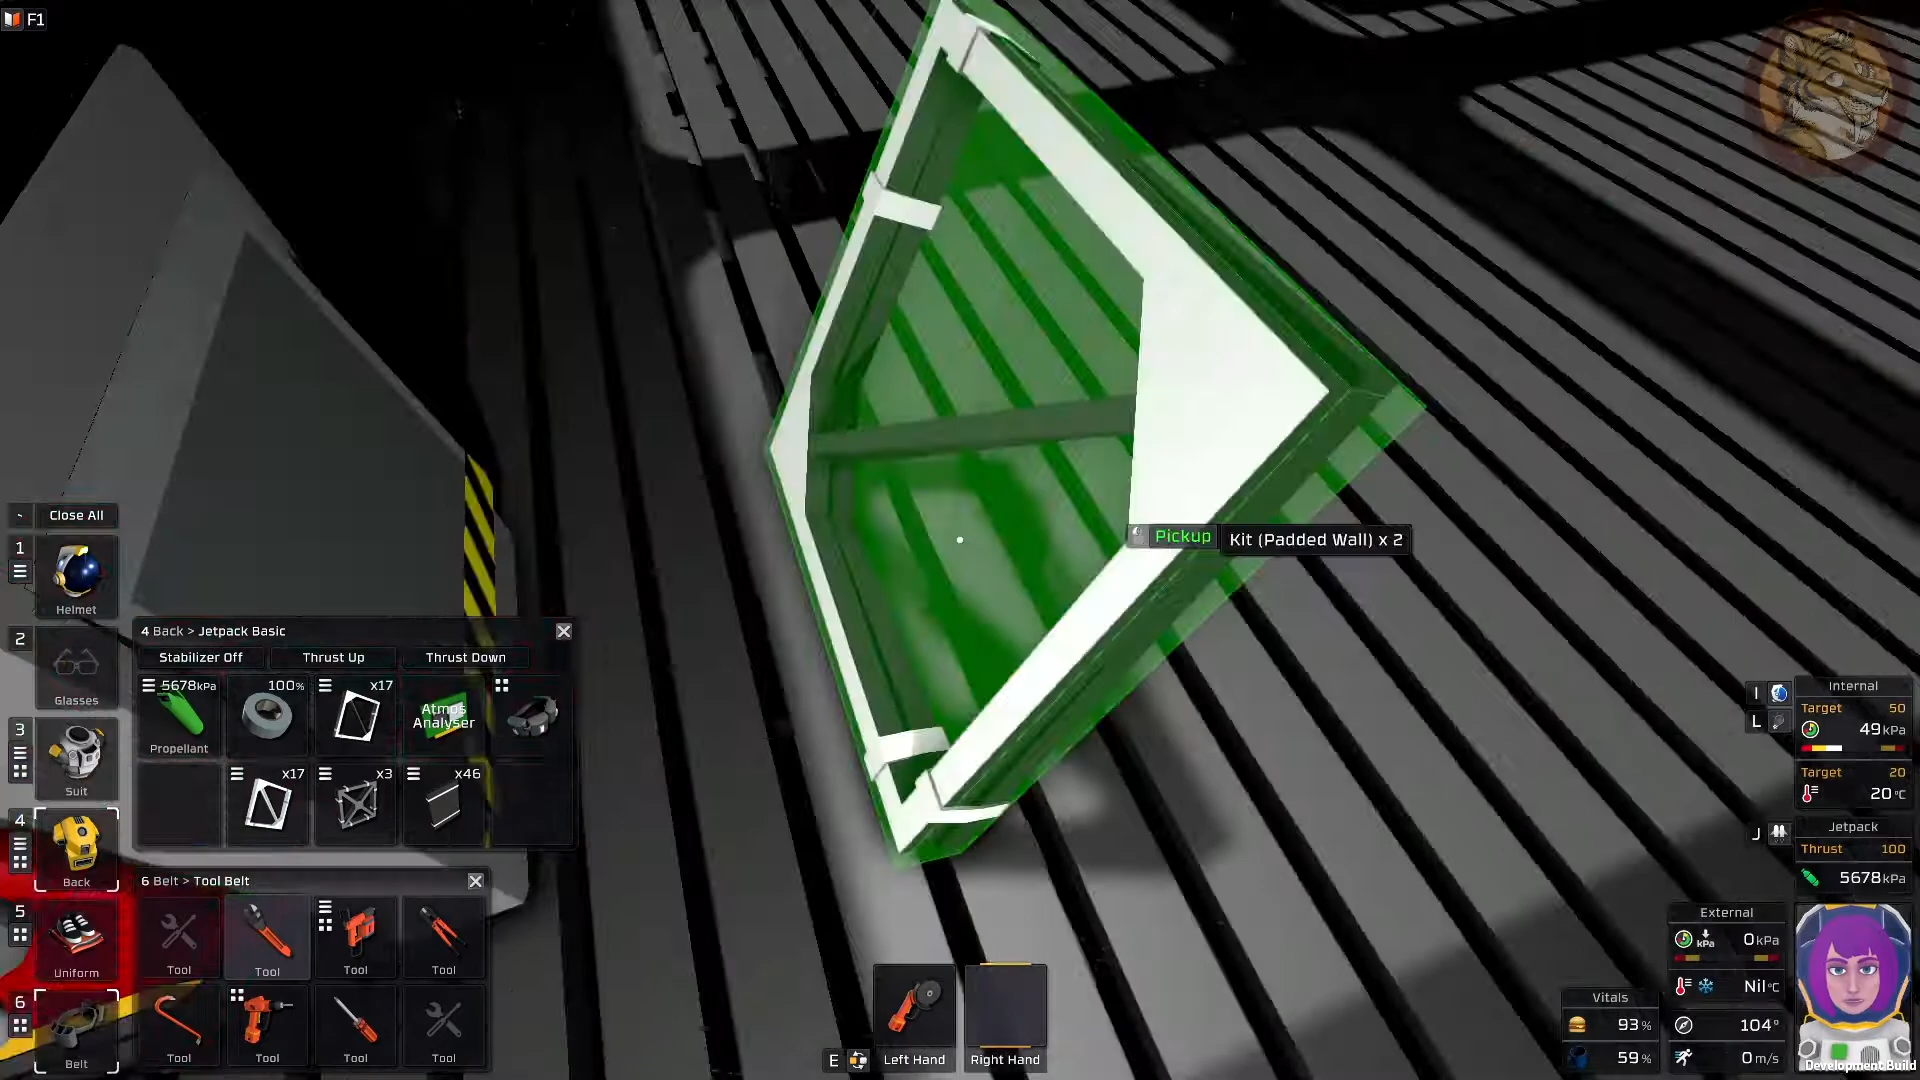 F1
Pickup
Kit (Padded Wall) x 2
~
Close All
1
Helmet
2
Glasses
3
Suit
4
Back
5
Uniform
6
Belt
4 Back > Jetpack Basic
Stabilizer Off
Thrust Up
Thrust Down
5678kPa
Propellant
100%
x17
Atmos
Analyser
x17
x3
x46
6 Belt > Tool Belt
Tool
Tool
Tool
Tool
Tool
Tool
Tool
Tool
E
Left Hand
Right Hand
I
L
Internal
Target 50
49kPa
Target 20
20°C
J
Jetpack
Thrust 100
5678kPa
External
kPa
0kPa
Nil°C
104°
0m/s
Vitals
93%
59%
Development Build